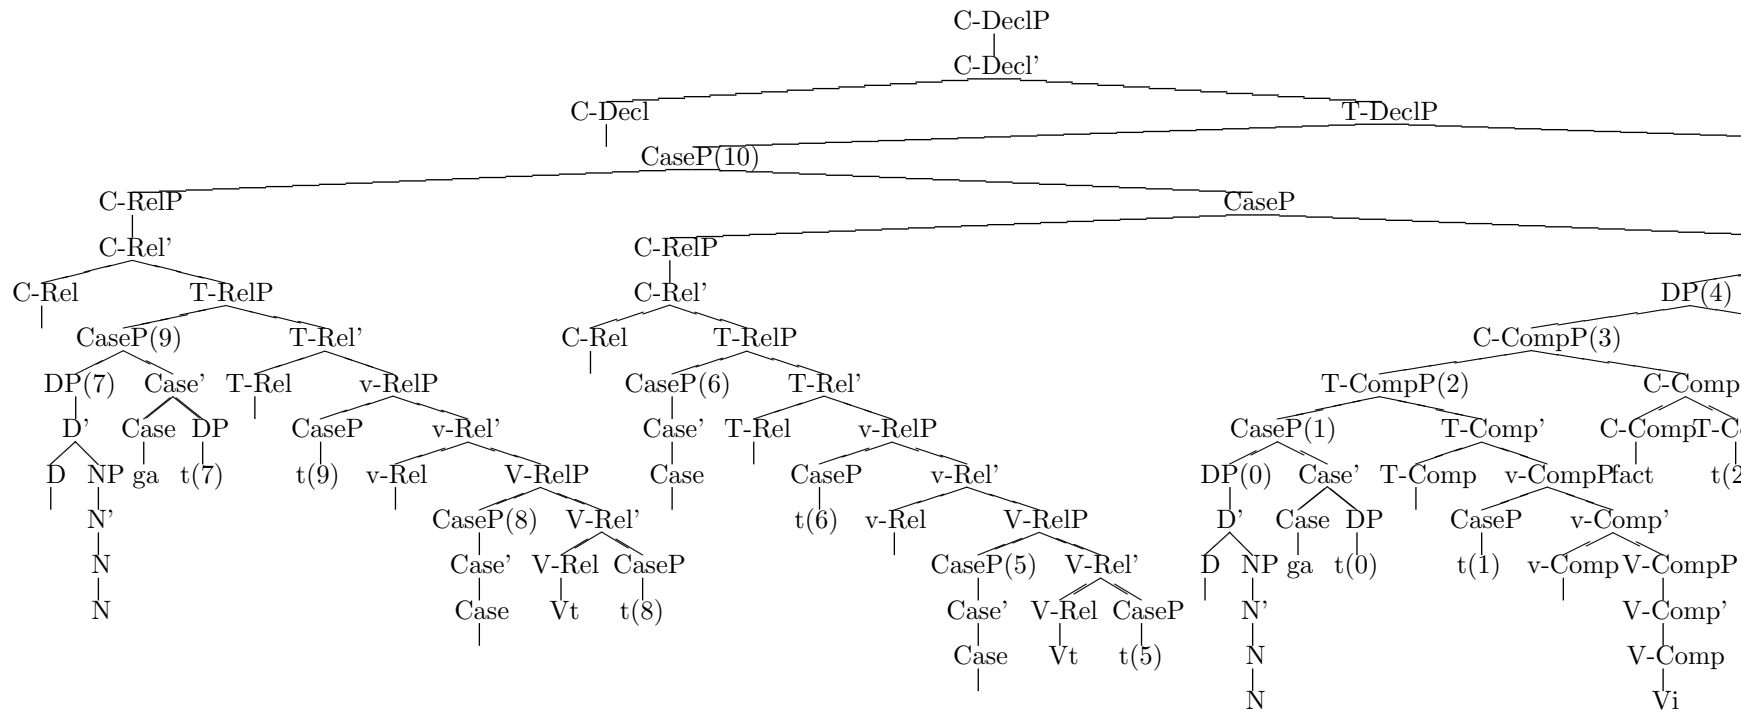 C-DeclP
C-Decl'
C-Decl T-DeclP
CaseP(10)
C-RelP CaseP
C-Rel' C-RelP
C-Rel T-RelP C-Rel' DP(4)
CaseP(9) T-Rel' C-Rel T-RelP C-CompP(3)
DP(7) Case' T-Rel v-RelP CaseP(6) T-Rel' T-CompP(2) C-Comp
D' Case DP CaseP v-Rel' Case' T-Rel v-RelP CaseP(1) T-Comp' C-Comp T-Co
D NP ga t(7) t(9) v-Rel V-RelP Case CaseP v-Rel' DP(0) Case' T-Comp v-CompP fact t(2
N' CaseP(8) V-Rel' t(6) v-Rel V-RelP D' Case DP CaseP v-Comp'
N Case' V-Rel CaseP CaseP(5) V-Rel' D NP ga t(0) t(1) v-Comp V-CompP
N Case Vt t(8) Case' V-Rel CaseP N' V-Comp'
Case Vt t(5) N V-Comp
N Vi